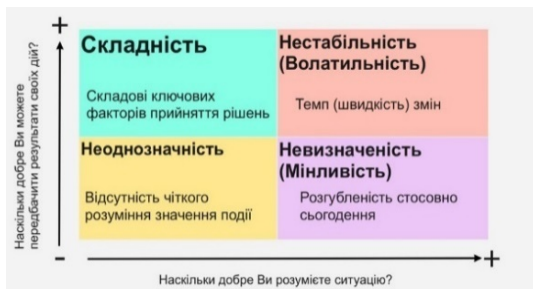 +
Наскільки добре Ви можете
передбачити результати своїх дій?
Складність
Складові ключових
факторів прийняття рішень
Нестабільність
(Волатильність)
Темп (швидкість) змін
Неоднозначність
Відсутність чіткого
розуміння значення події
Невизначеність
(Мінливість)
Розгубленість стосовно
сьогодення
-
+
Наскільки добре Ви розумієте ситуацію?